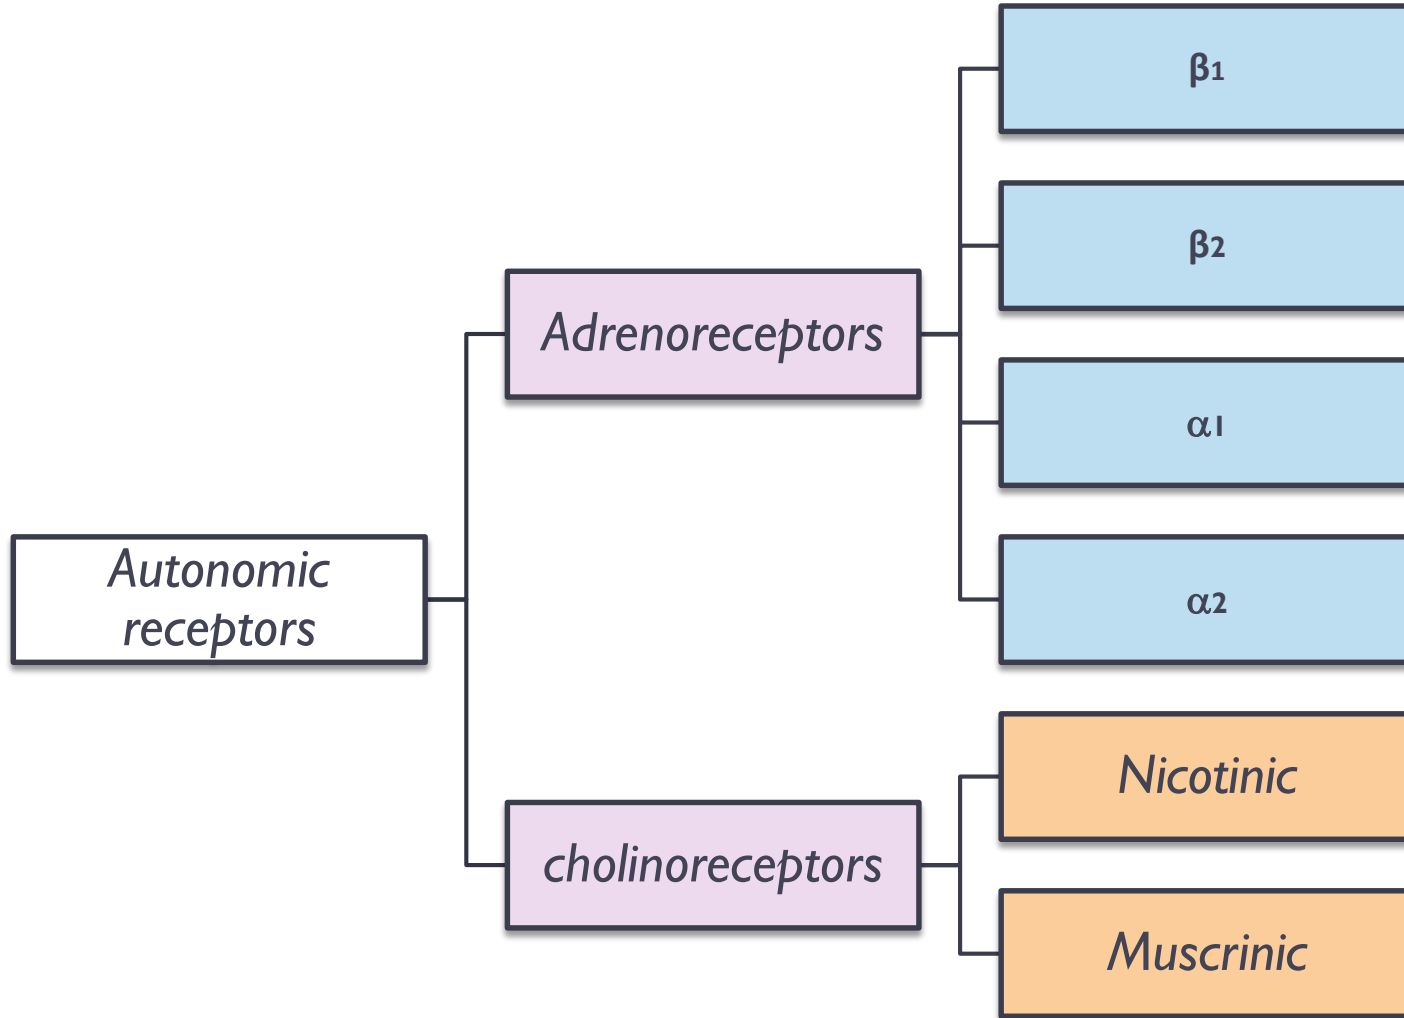 β1
β2
Adrenoreceptors
α1
Autonomic
receptors
α2
Nicotinic
cholinoreceptors
Muscrinic